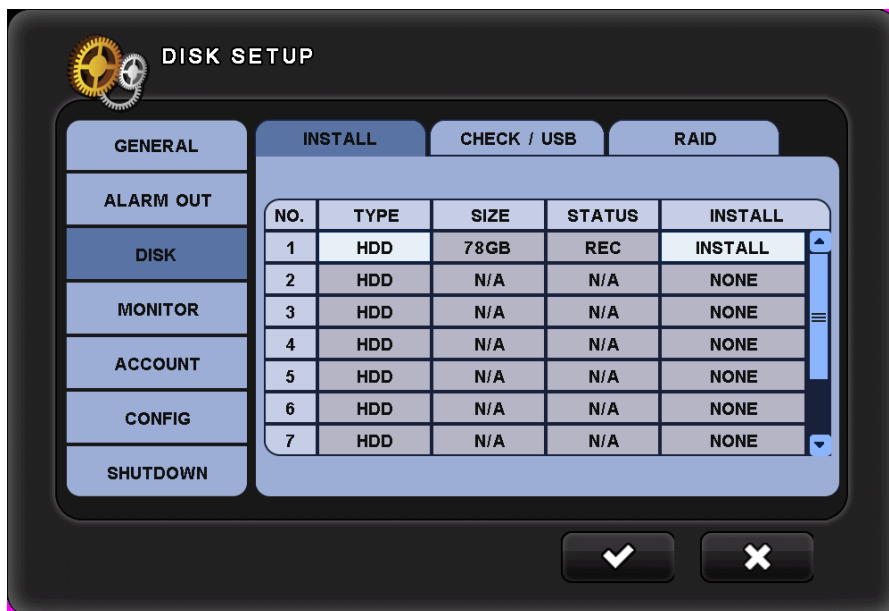 DISK SETUP
GENERAL
ALARM OUT
DISK
MONITOR
ACCOUNT
CONFIG
SHUTDOWN
INSTALL CHECK / USB RAID
NO. TYPE SIZE STATUS INSTALL
1 HDD 78GB REC INSTALL
2 HDD N/A N/A NONE
3 HDD N/A N/A NONE
4 HDD N/A N/A NONE
5 HDD N/A N/A NONE
6 HDD N/A N/A NONE
7 HDD N/A N/A NONE